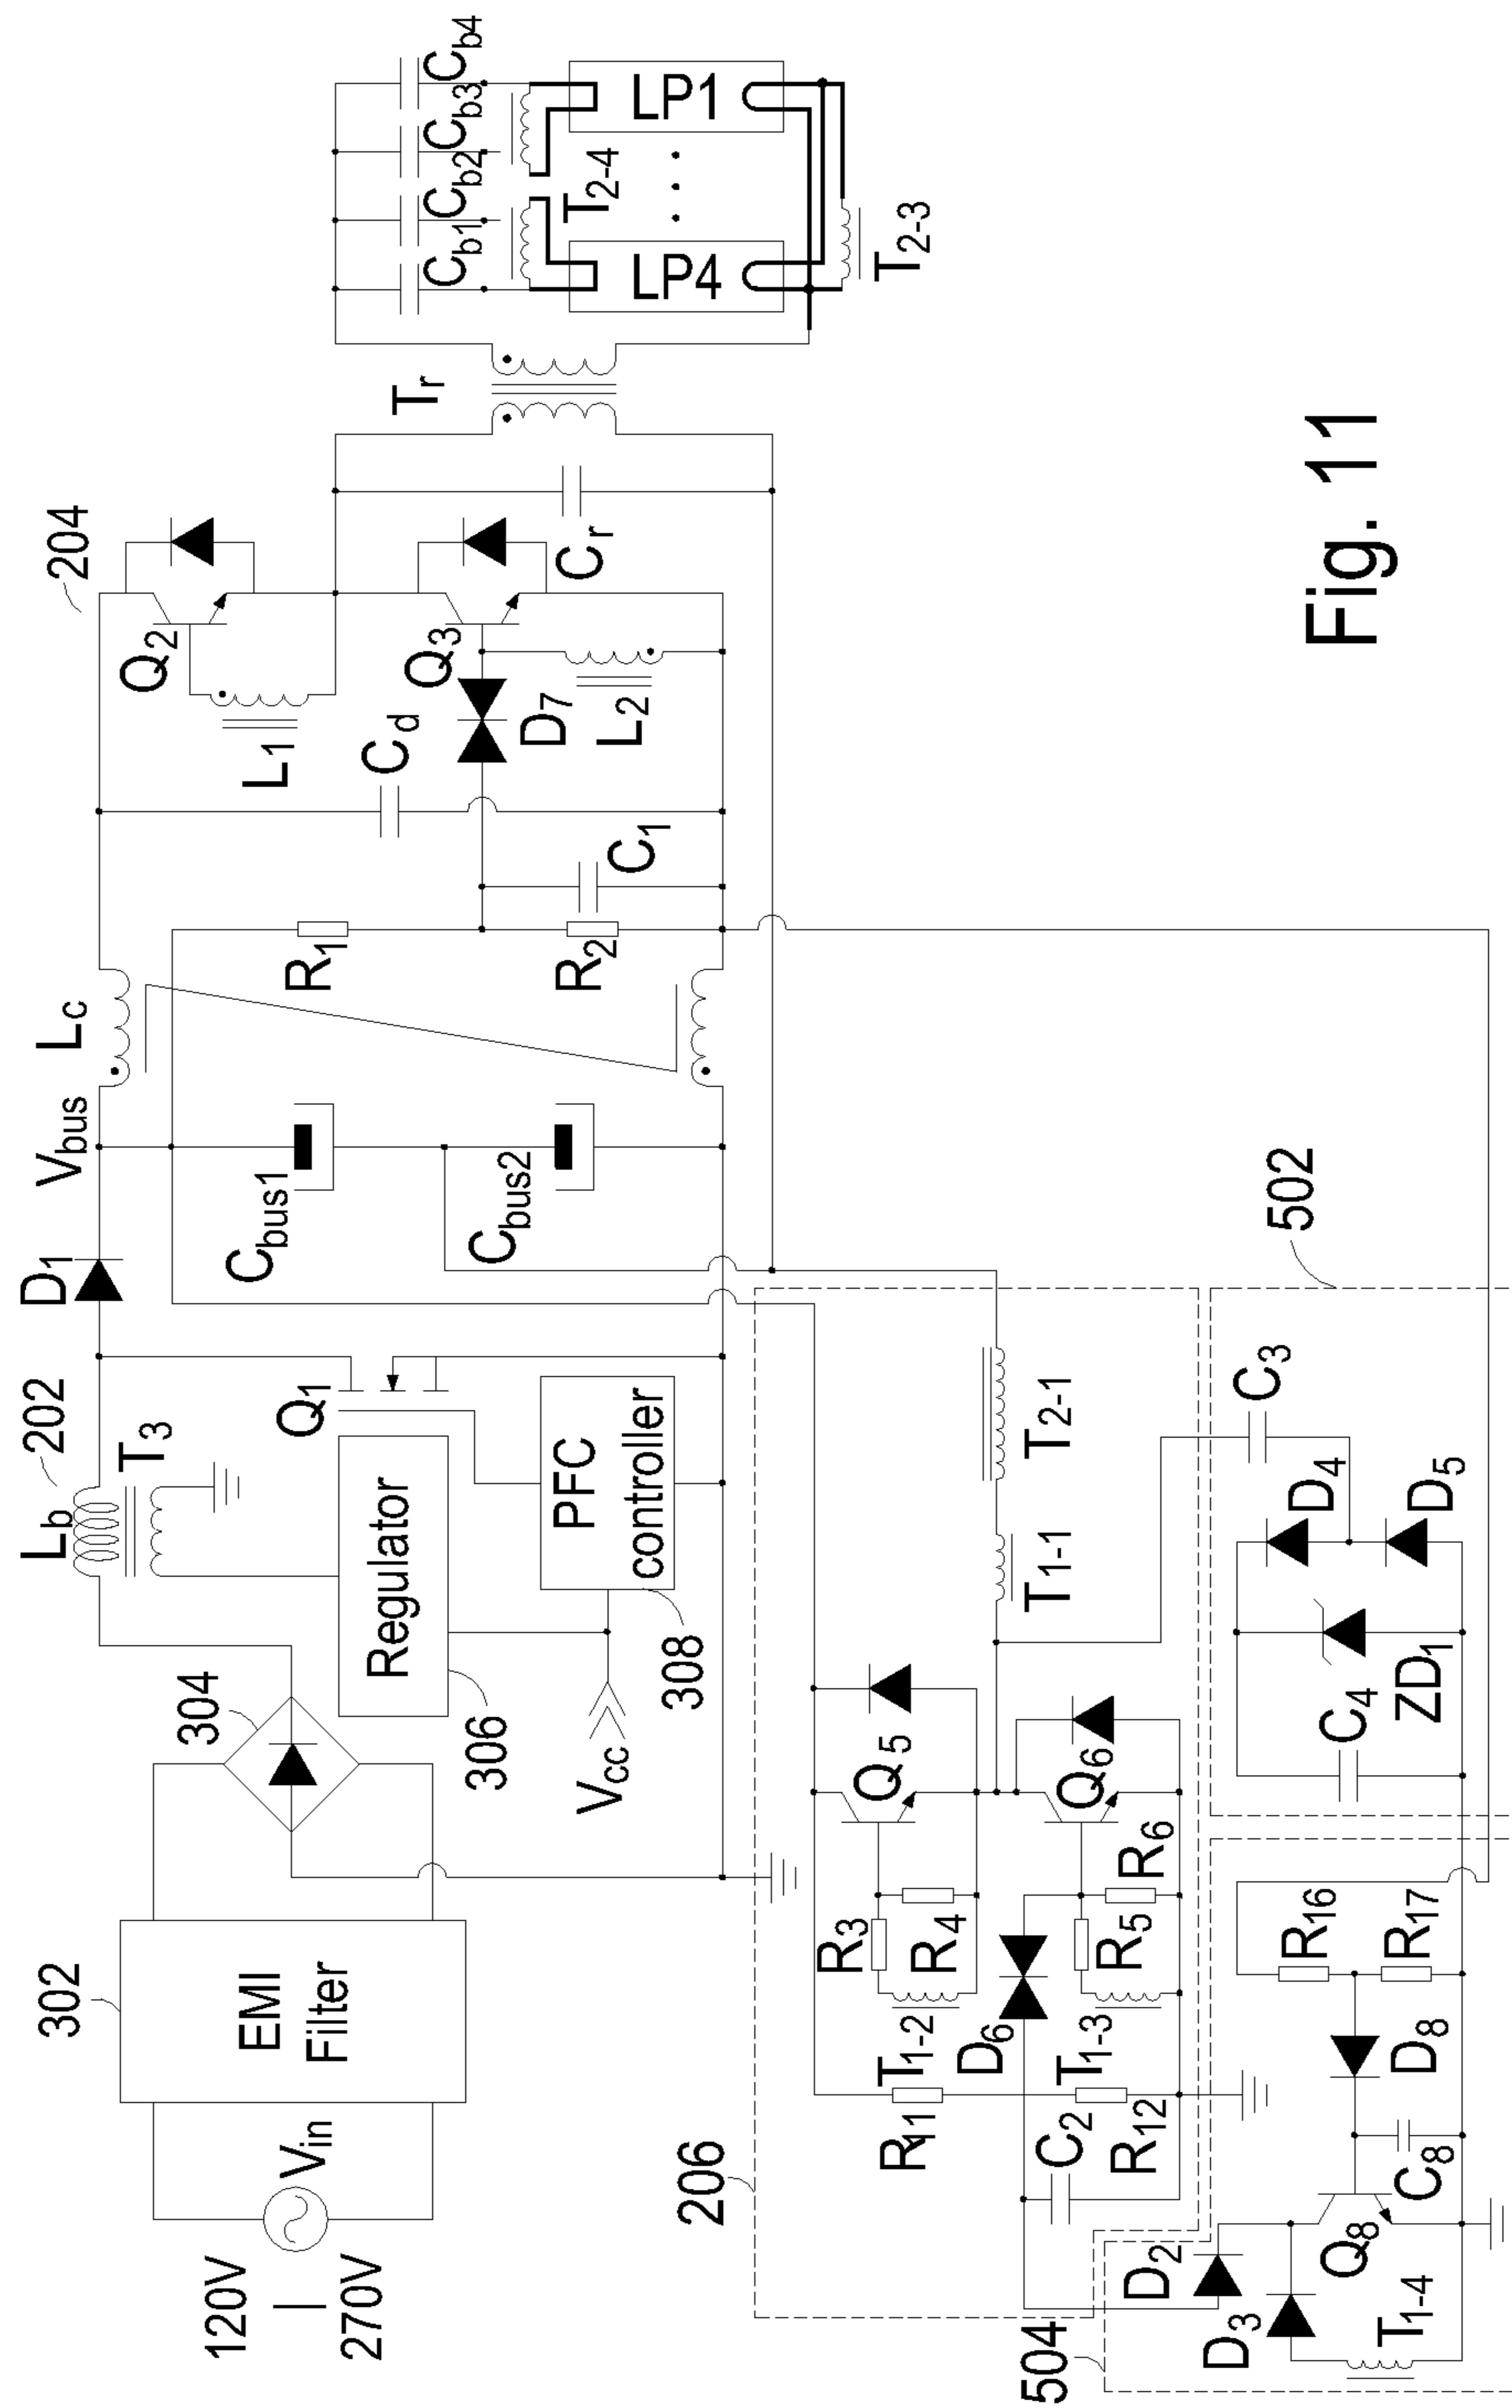 120V
|
270V
Vin
302
EMI
Filter
304
Lb
202
T3
Regulator
306
Vcc
308
PFC
controller
Q1
D1
Vbus
Cbus1
Cbus2
Lc
R1
R2
C1
Cd
L1
Q2
204
D7
L2
Q3
Cr
Tr
Cb1
Cb2
Cb3
Cb4
T2-4
LP4
LP1
T2-3
206
R11
C2
R12
T1-2
T1-3
D6
R3
R4
R5
R6
Q5
Q6
T1-1
T2-1
502
C3
D4
D5
ZD1
C4
504
D2
D3
T1-4
Q8
C8
D8
R16
R17
Fig. 11